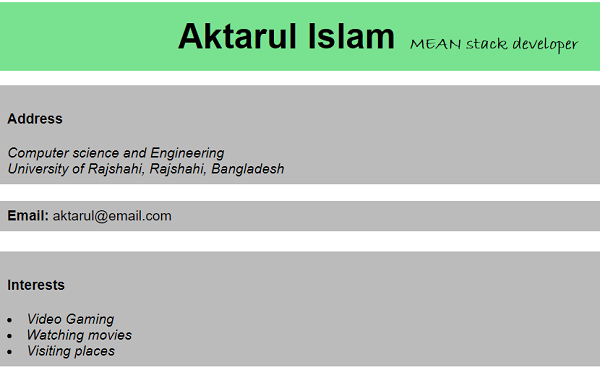 Aktarul Islam MEAN stack developer
Address
Computer science and Engineering
University of Rajshahi, Rajshahi, Bangladesh
Email: aktarul@email.com
Interests
• Video Gaming
• Watching movies
• Visiting places